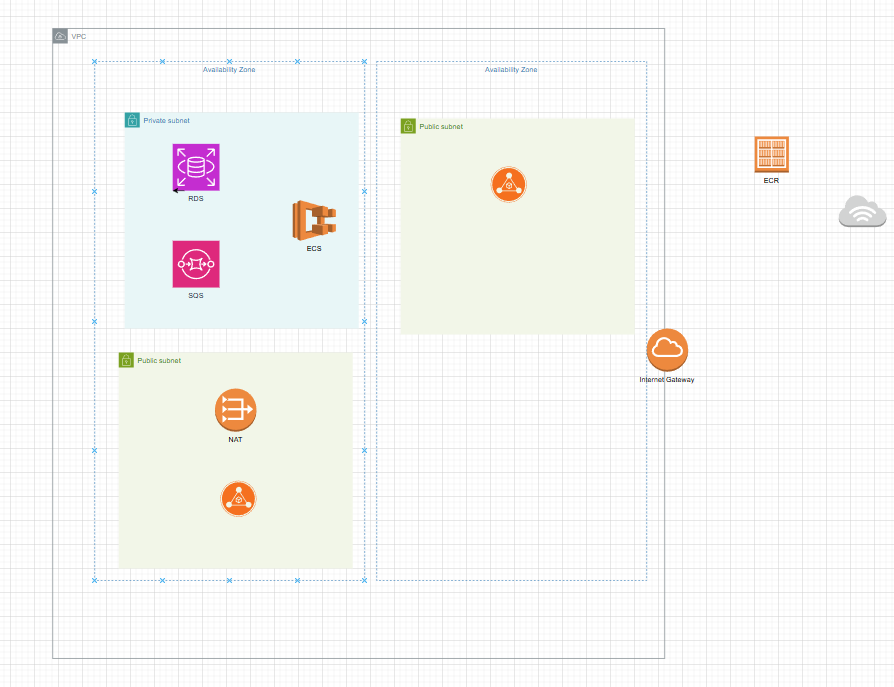 VPC
Availability Zone
Availability Zone
Private subnet
Public subnet
RDS
ECR
ECS
SQS
Public subnet
Internet Gateway
NAT